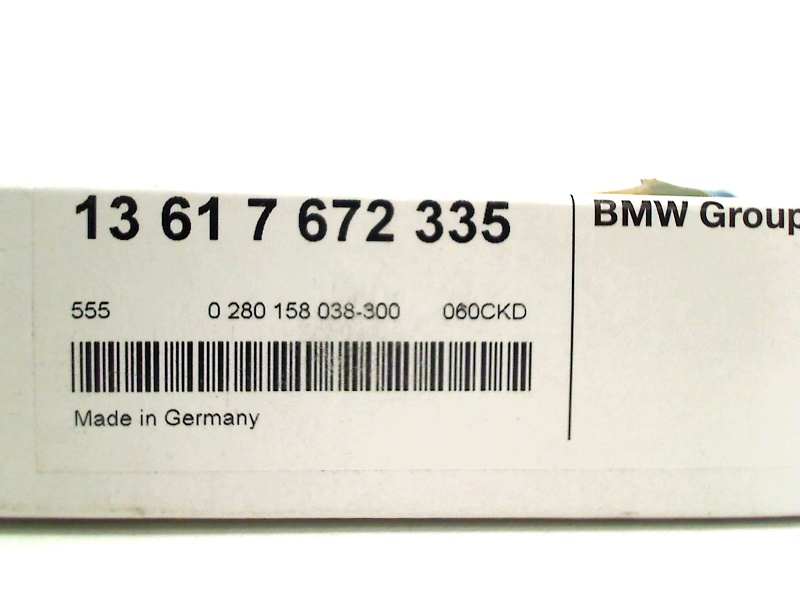 13 61 7 672 335
BMW Group
555 0 280 158 038-300 060CKD
Made in Germany